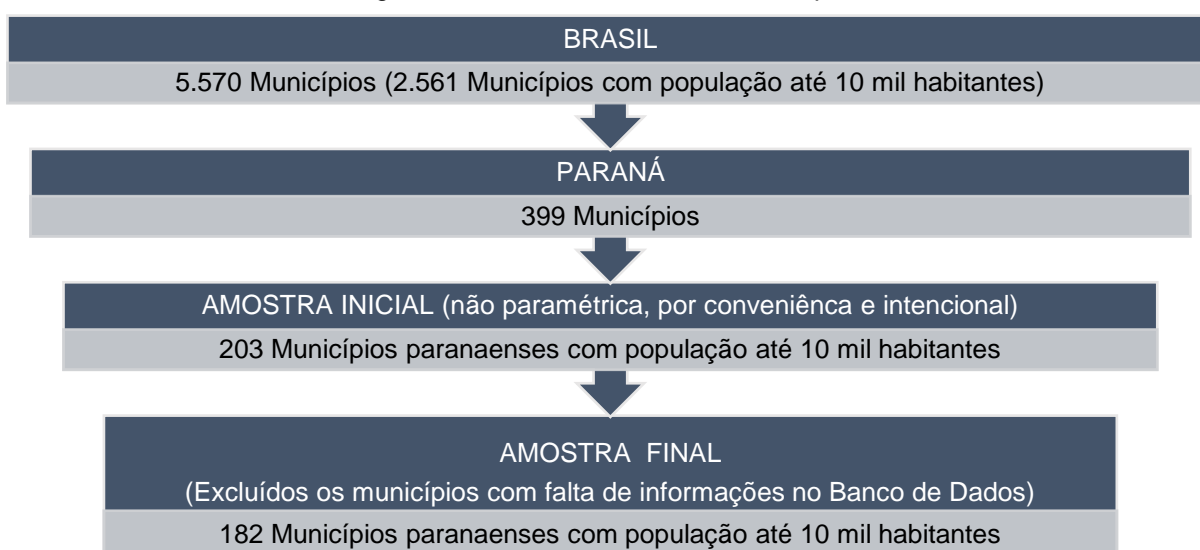 BRASIL
5.570 Municípios (2.561 Municípios com população até 10 mil habitantes)
PARANÁ
399 Municípios
AMOSTRA INICIAL (não paramétrica, por conveniênca e intencional)
203 Municípios paranaenses com população até 10 mil habitantes
AMOSTRA FINAL
(Excluídos os municípios com falta de informações no Banco de Dados)
182 Municípios paranaenses com população até 10 mil habitantes